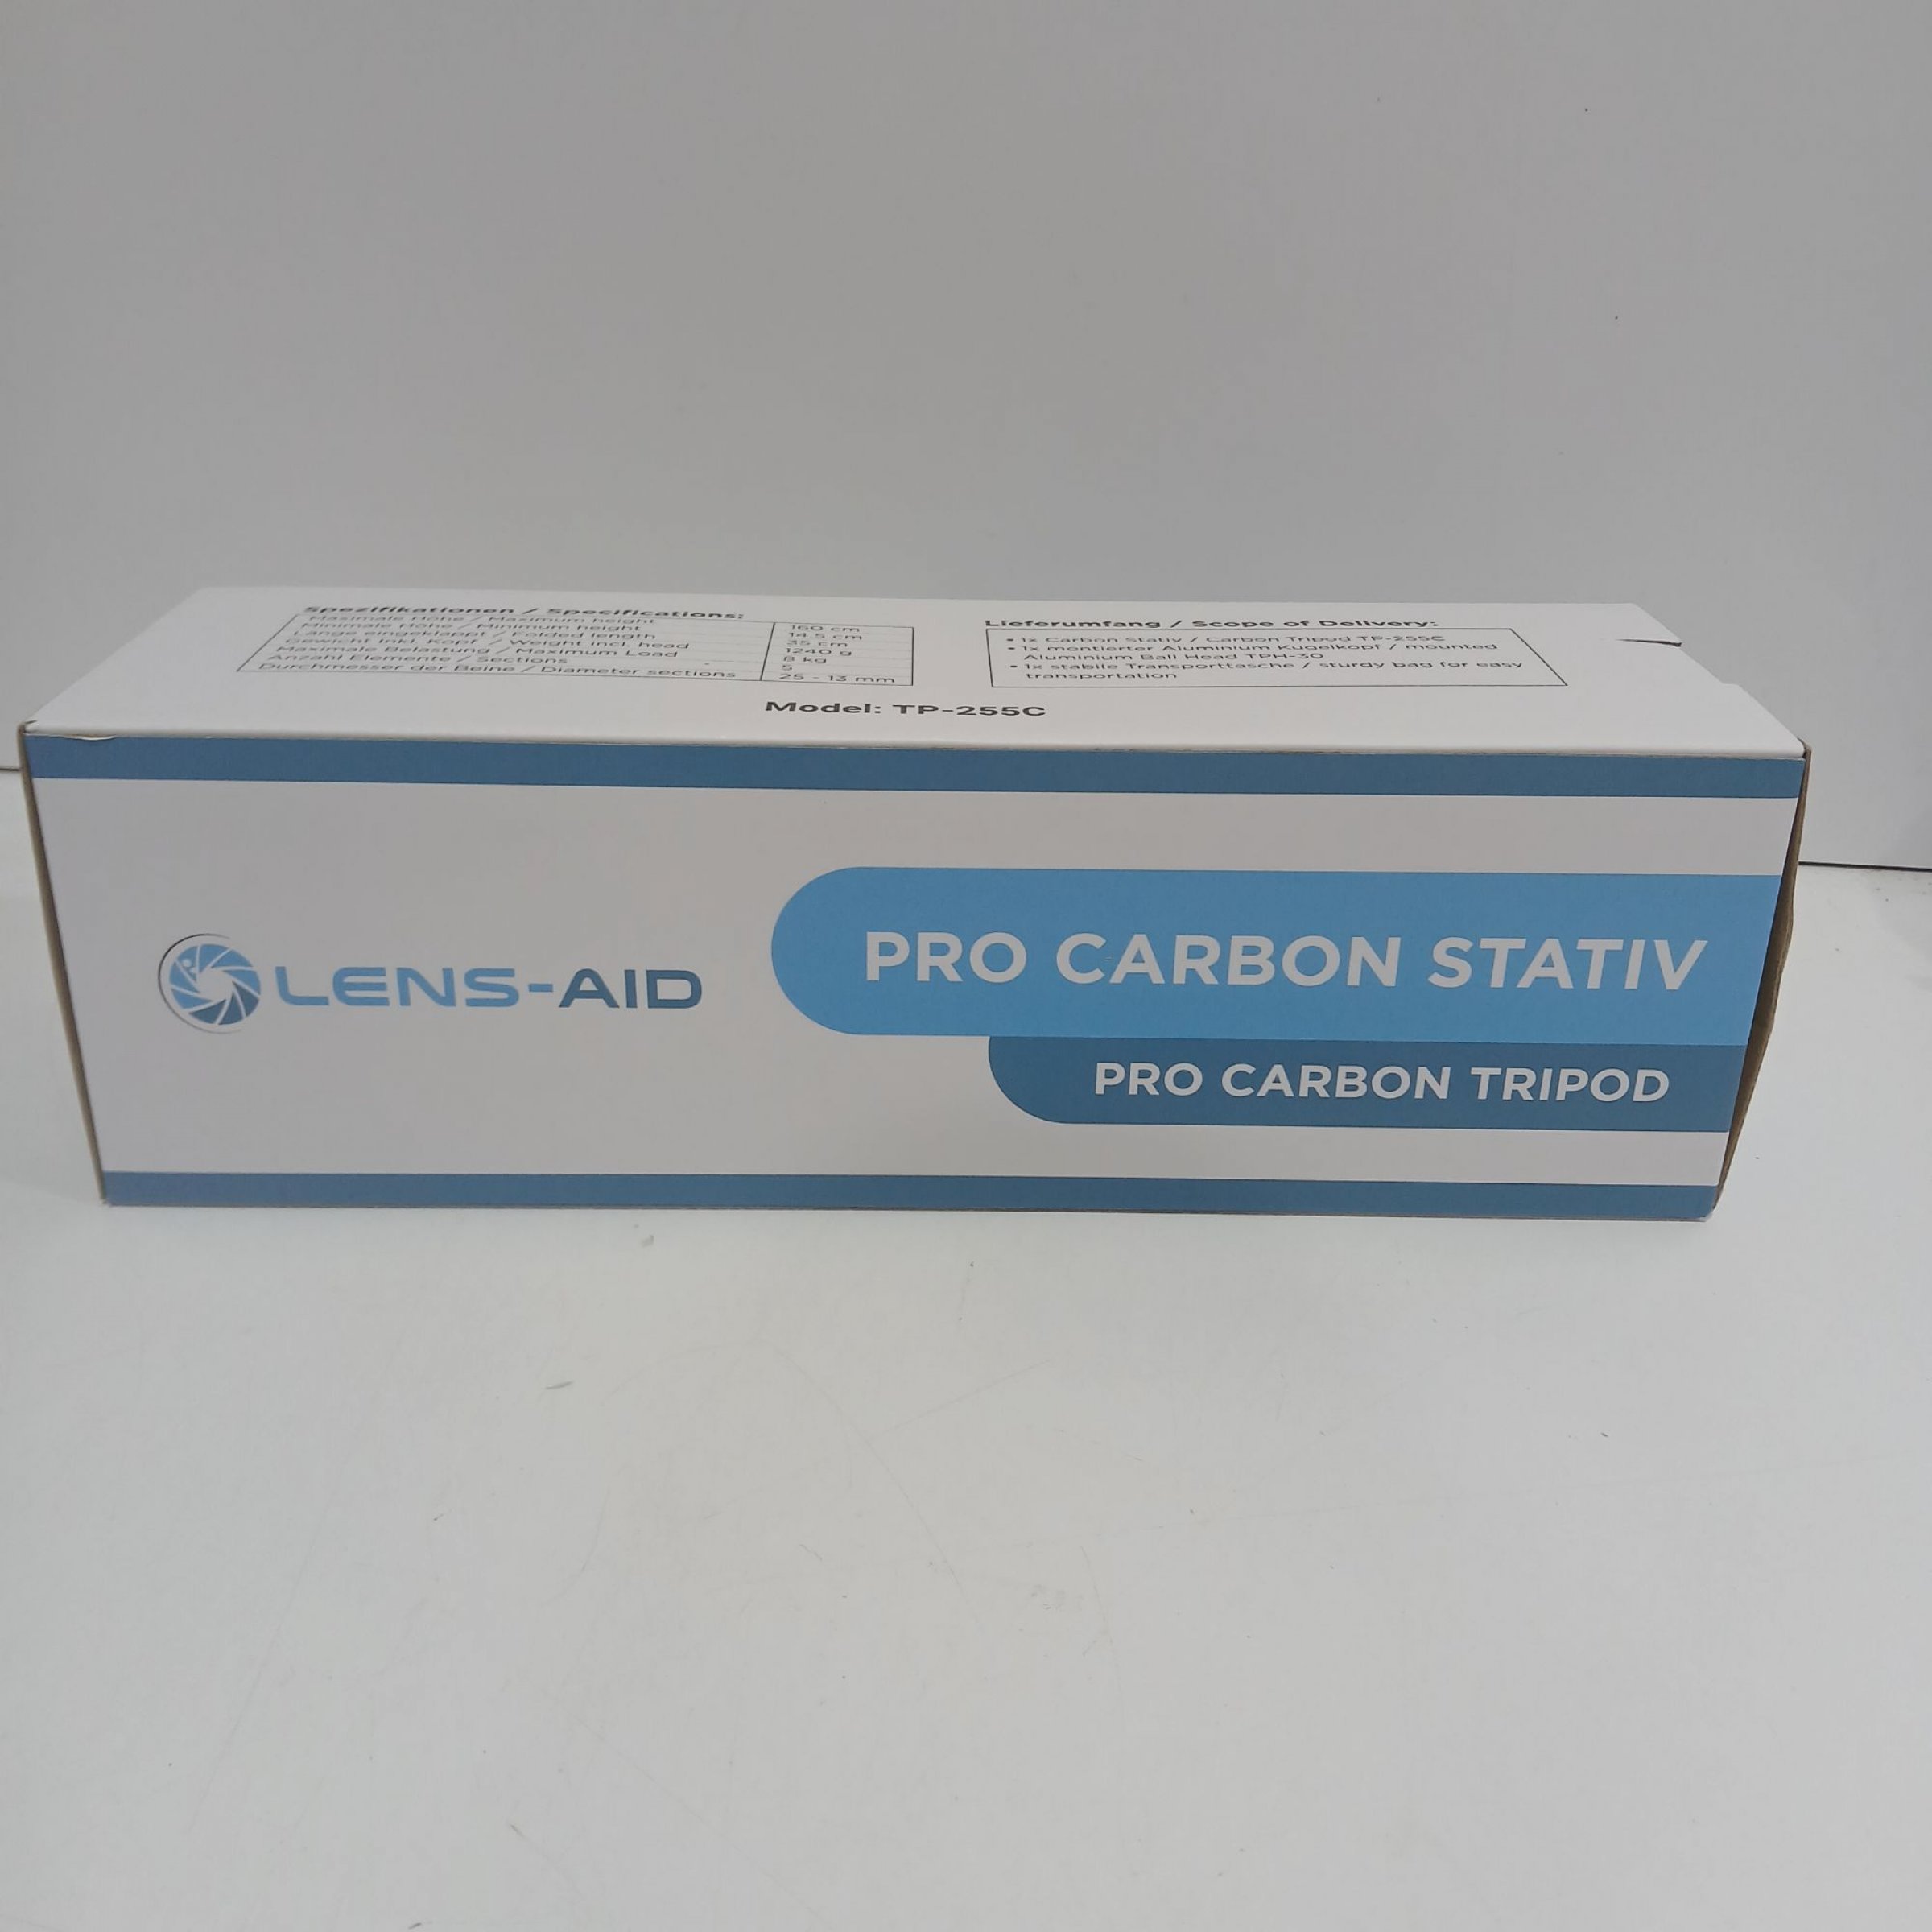 Spezifikationen / Specifications:
Maximale Höhe / Maximum height 160 cm
Minimale Höhe / Minimum height 14.5 cm
Länge eingeklappt / Folded length 35 cm
Gewicht inkl. Kopf / Weight incl. head 1240 g
Maximale Belastung / Maximum Load 8 kg
Anzahl Elemente / Sections 5
Durchmesser der Beine / Diameter sections 25 - 13 mm
Lieferumfang / Scope of Delivery:
• 1x Carbon Stativ / Carbon Tripod TP-255C
• 1x montierter Aluminium Kugelkopf / mounted
Aluminium Ball Head TPH-30
• 1x stabile Transporttasche / sturdy bag for easy
transportation
Model: TP-255C
LENS-AID
PRO CARBON STATIV
PRO CARBON TRIPOD